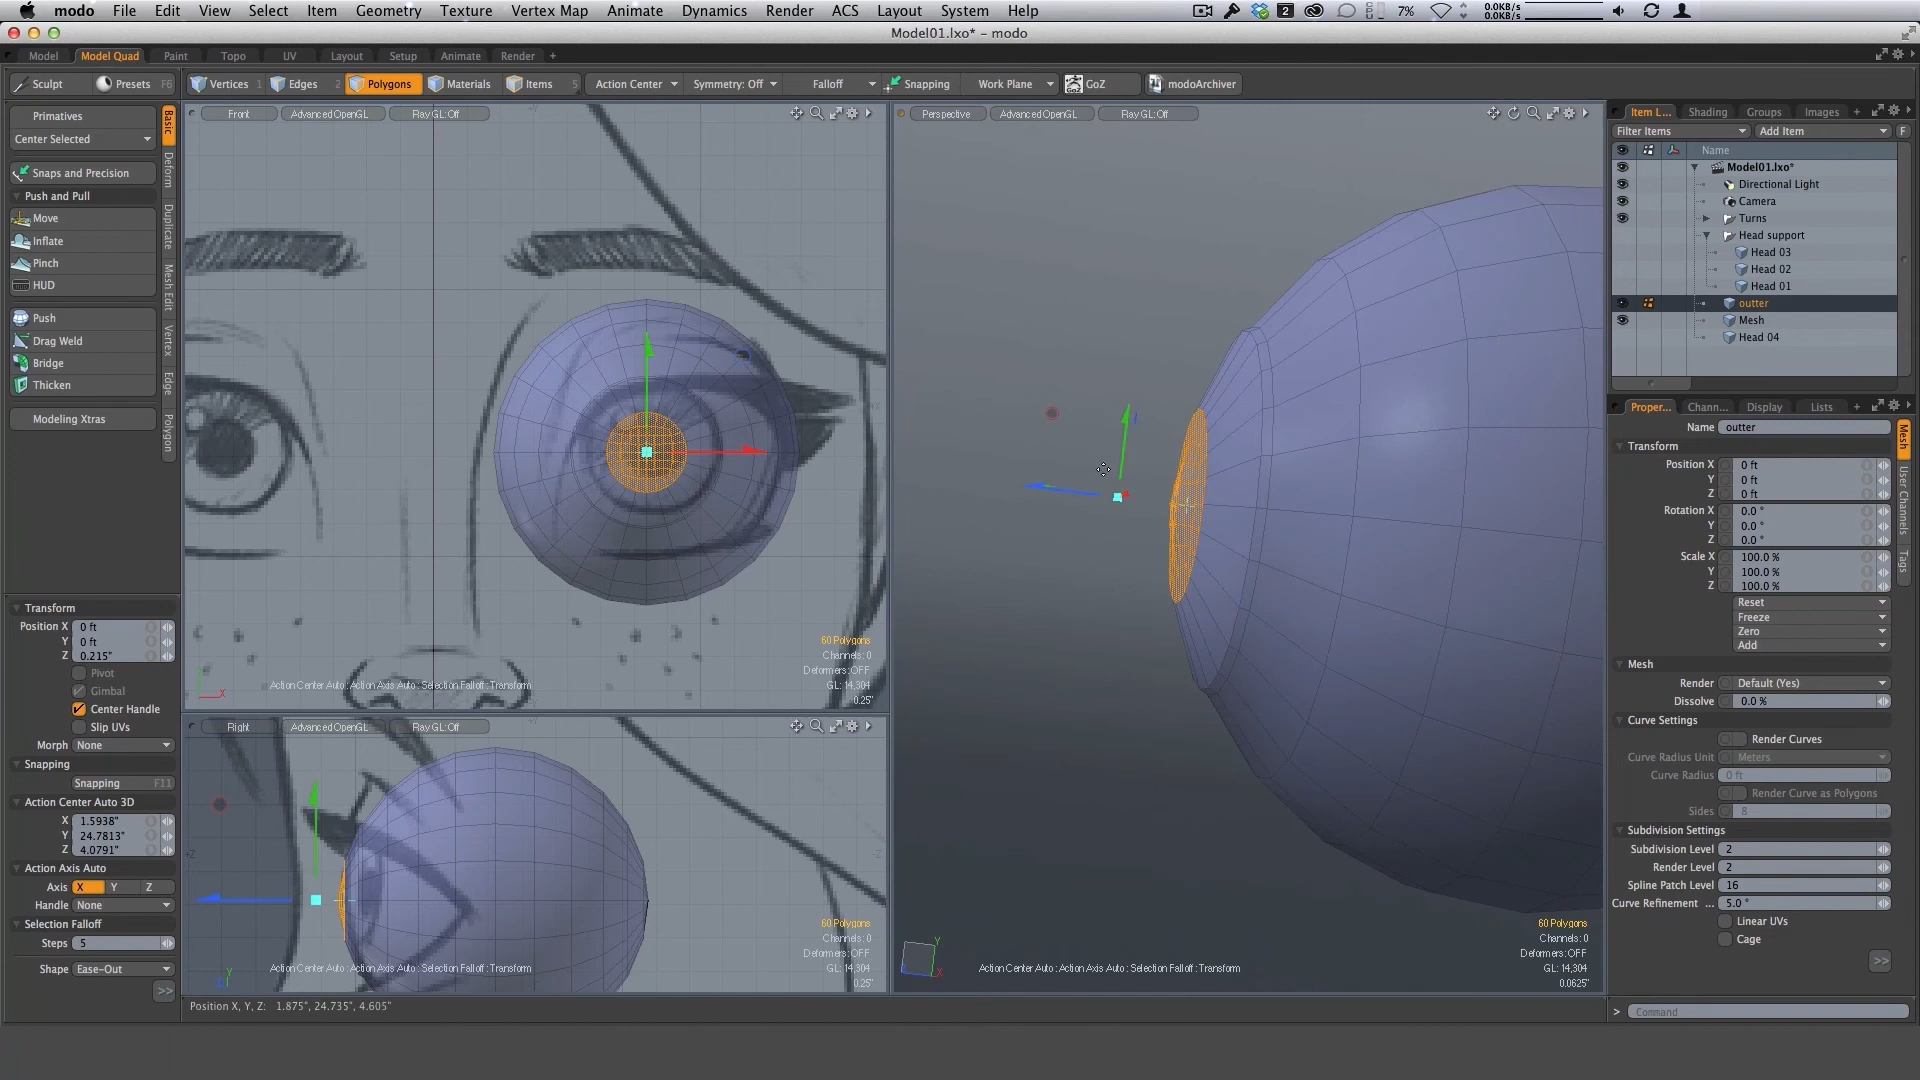 modo File Edit View Select Item Geometry Texture Vertex Map Animate Dynamics Render ACS Layout System Help 2 7% 0.0KB/s
0.0KB/s
Model01.lxo* - modo
Model Model Quad Paint Topo UV Layout Setup Animate Render +
Sculpt Presets F6 Vertices 1 Edges 2 Polygons Materials Items 5 Action Center Symmetry: Off Falloff Snapping Work Plane GoZ modoArchiver
Primitives
Center Selected
Snaps and Precision
Push and Pull
Move
Inflate
Pinch
HUD
Push
Drag Weld
Bridge
Thicken
Modeling Xtras
Basic
Deform
Duplicate
Mesh Edit
Vertex
Edge
Polygon
Transform
Position X 0 ft
Y 0 ft
Z 0.215"
Pivot
Gimbal
Center Handle
Slip UVs
Morph None
Snapping
Snapping F11
Action Center Auto 3D
X 1.5938"
Y 24.7813"
Z 4.0791"
Action Axis Auto
Axis X Y Z
Handle None
Selection Falloff
Steps 5
Shape Ease-Out
>>
Front Advanced OpenGL Ray GL: Off
60 Polygons
Channels: 0
Deformers: OFF
GL: 14,304
0.25"
Action Center Auto : Action Axis Auto : Selection Falloff : Transform
X
Right Advanced OpenGL Ray GL: Off
60 Polygons
Channels: 0
Deformers: OFF
GL: 14,304
0.25"
Action Center Auto : Action Axis Auto : Selection Falloff : Transform
Y
Position X, Y, Z: 1.875", 24.735", 4.605"
Perspective Advanced OpenGL Ray GL: Off
60 Polygons
Channels: 0
Deformers: OFF
GL: 14,304
0.0625"
Action Center Auto : Action Axis Auto : Selection Falloff : Transform
Y
X
Item L... Shading Groups Images +
Filter Items Add Item F
Name
Model01.lxo*
Directional Light
Camera
Turns
Head support
Head 03
Head 02
Head 01
outter
Mesh
Head 04
Proper... Chann... Display Lists +
Name outter
Transform
Position X 0 ft
Y 0 ft
Z 0 ft
Rotation X 0.0 °
Y 0.0 °
Z 0.0 °
Scale X 100.0 %
Y 100.0 %
Z 100.0 %
Reset
Freeze
Zero
Add
Mesh
Render Default (Yes)
Dissolve 0.0 %
Curve Settings
Render Curves
Curve Radius Unit Meters
Curve Radius 0 ft
Render Curve as Polygons
Sides 8
Subdivision Settings
Subdivision Level 2
Render Level 2
Spline Patch Level 16
Curve Refinement ... 5.0 °
Linear UVs
Cage
>>
Mesh
User Channels
Tags
> Command